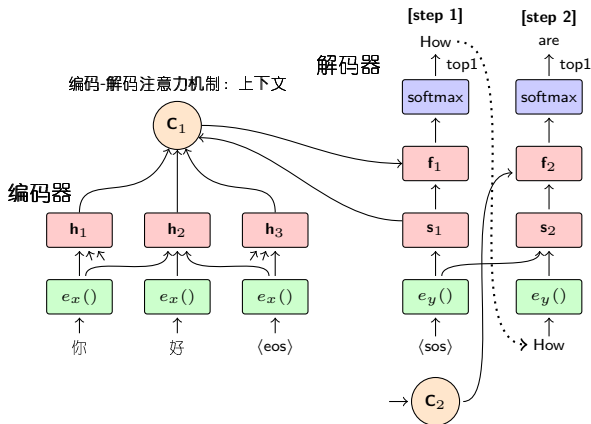 [step 1] [step 2]
How are
解码器 top1 top1
编码-解码注意力机制：上下文 softmax softmax
C₁
f₁ f₂
编码器
h₁ h₂ h₃ s₁ s₂
eₓ() eₓ() eₓ() e_y() e_y()
你 好 ⟨eos⟩ ⟨sos⟩ How
C₂